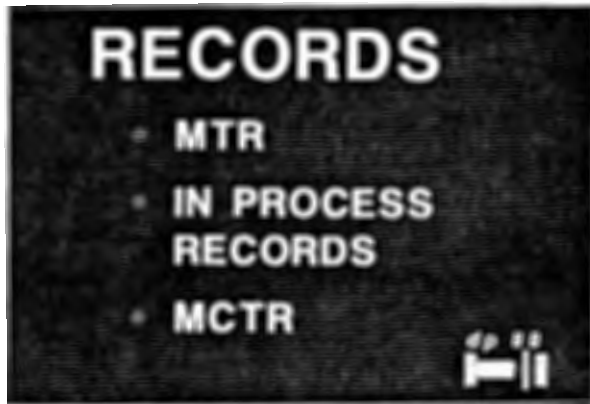 RECORDS
• MTR
• IN PROCESS
RECORDS
• MCTR